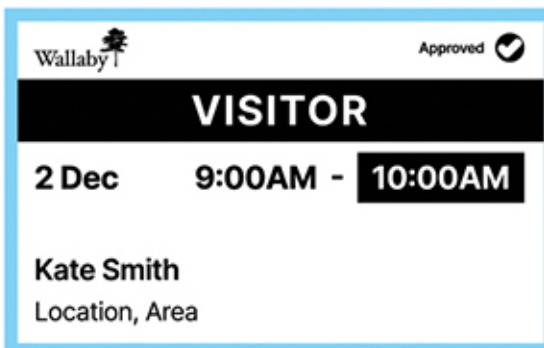 Wallaby
Approved
VISITOR
2 Dec 9:00AM - 10:00AM
Kate Smith
Location, Area